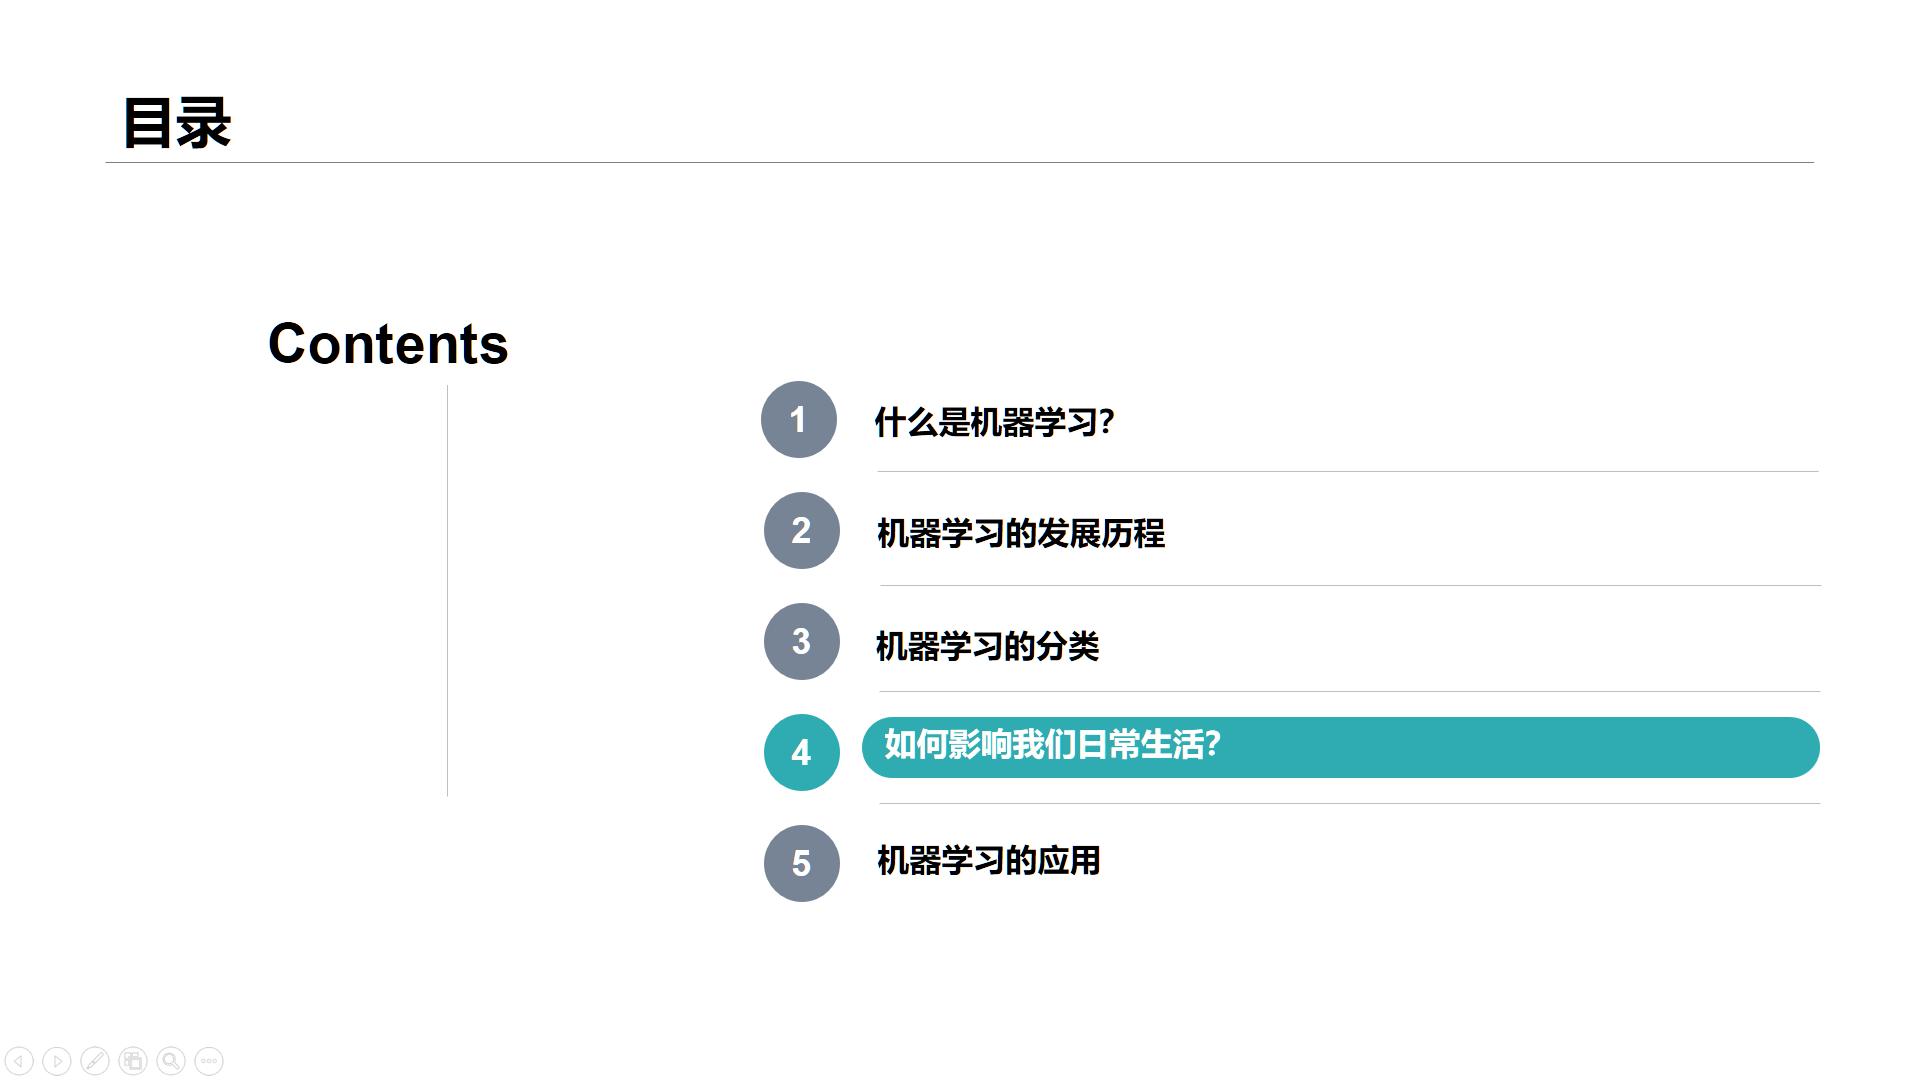 目录
Contents
1 什么是机器学习?
2 机器学习的发展历程
3 机器学习的分类
4 如何影响我们日常生活?
5 机器学习的应用